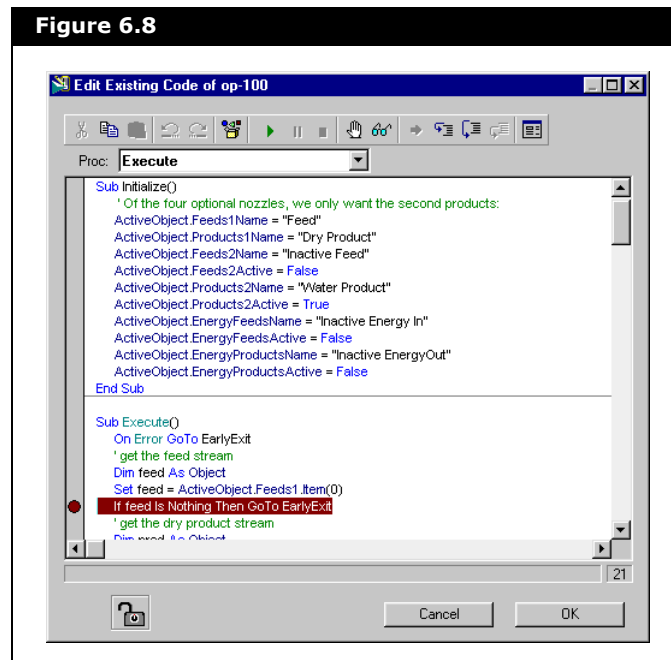 Figure 6.8
Edit Existing Code of op-100
Proc: Execute
Sub Initialize()
' Of the four optional nozzles, we only want the second products:
ActiveObject.Feeds1Name = "Feed"
ActiveObject.Products1Name = "Dry Product"
ActiveObject.Feeds2Name = "Inactive Feed"
ActiveObject.Feeds2Active = False
ActiveObject.Products2Name = "Water Product"
ActiveObject.Products2Active = True
ActiveObject.EnergyFeedsName = "Inactive Energy In"
ActiveObject.EnergyFeedsActive = False
ActiveObject.EnergyProductsName = "Inactive EnergyOut"
ActiveObject.EnergyProductsActive = False
End Sub
Sub Execute()
On Error GoTo EarlyExit
' get the feed stream
Dim feed As Object
Set feed = ActiveObject.Feeds1.Item(0)
If feed Is Nothing Then GoTo EarlyExit
' get the dry product stream
Dim prod As Object
21
Cancel
OK